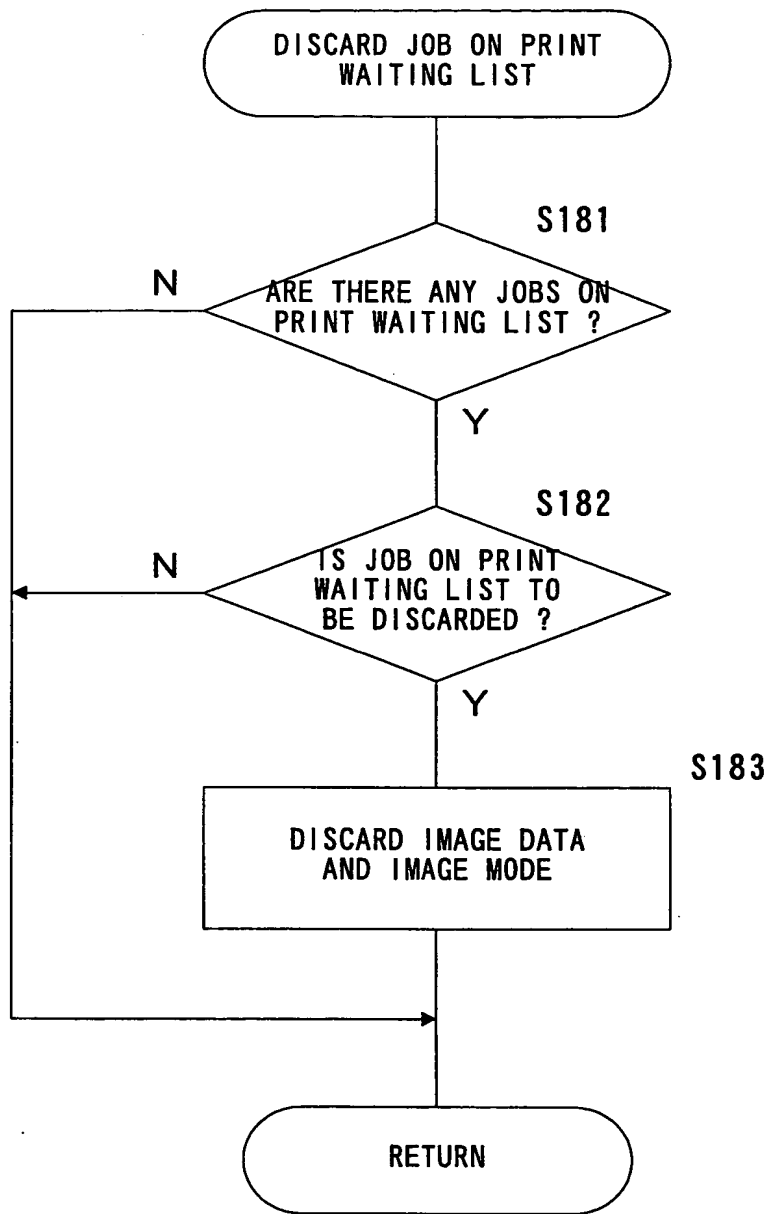 DISCARD JOB ON PRINT
WAITING LIST
S181
N
ARE THERE ANY JOBS ON
PRINT WAITING LIST ?
Y
S182
N
IS JOB ON PRINT
WAITING LIST TO
BE DISCARDED ?
Y
S183
DISCARD IMAGE DATA
AND IMAGE MODE
RETURN